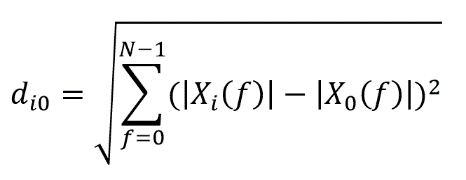 d_{i0} = \sqrt{\sum_{f=0}^{N-1} (|X_i(f)| - |X_0(f)|)^2}